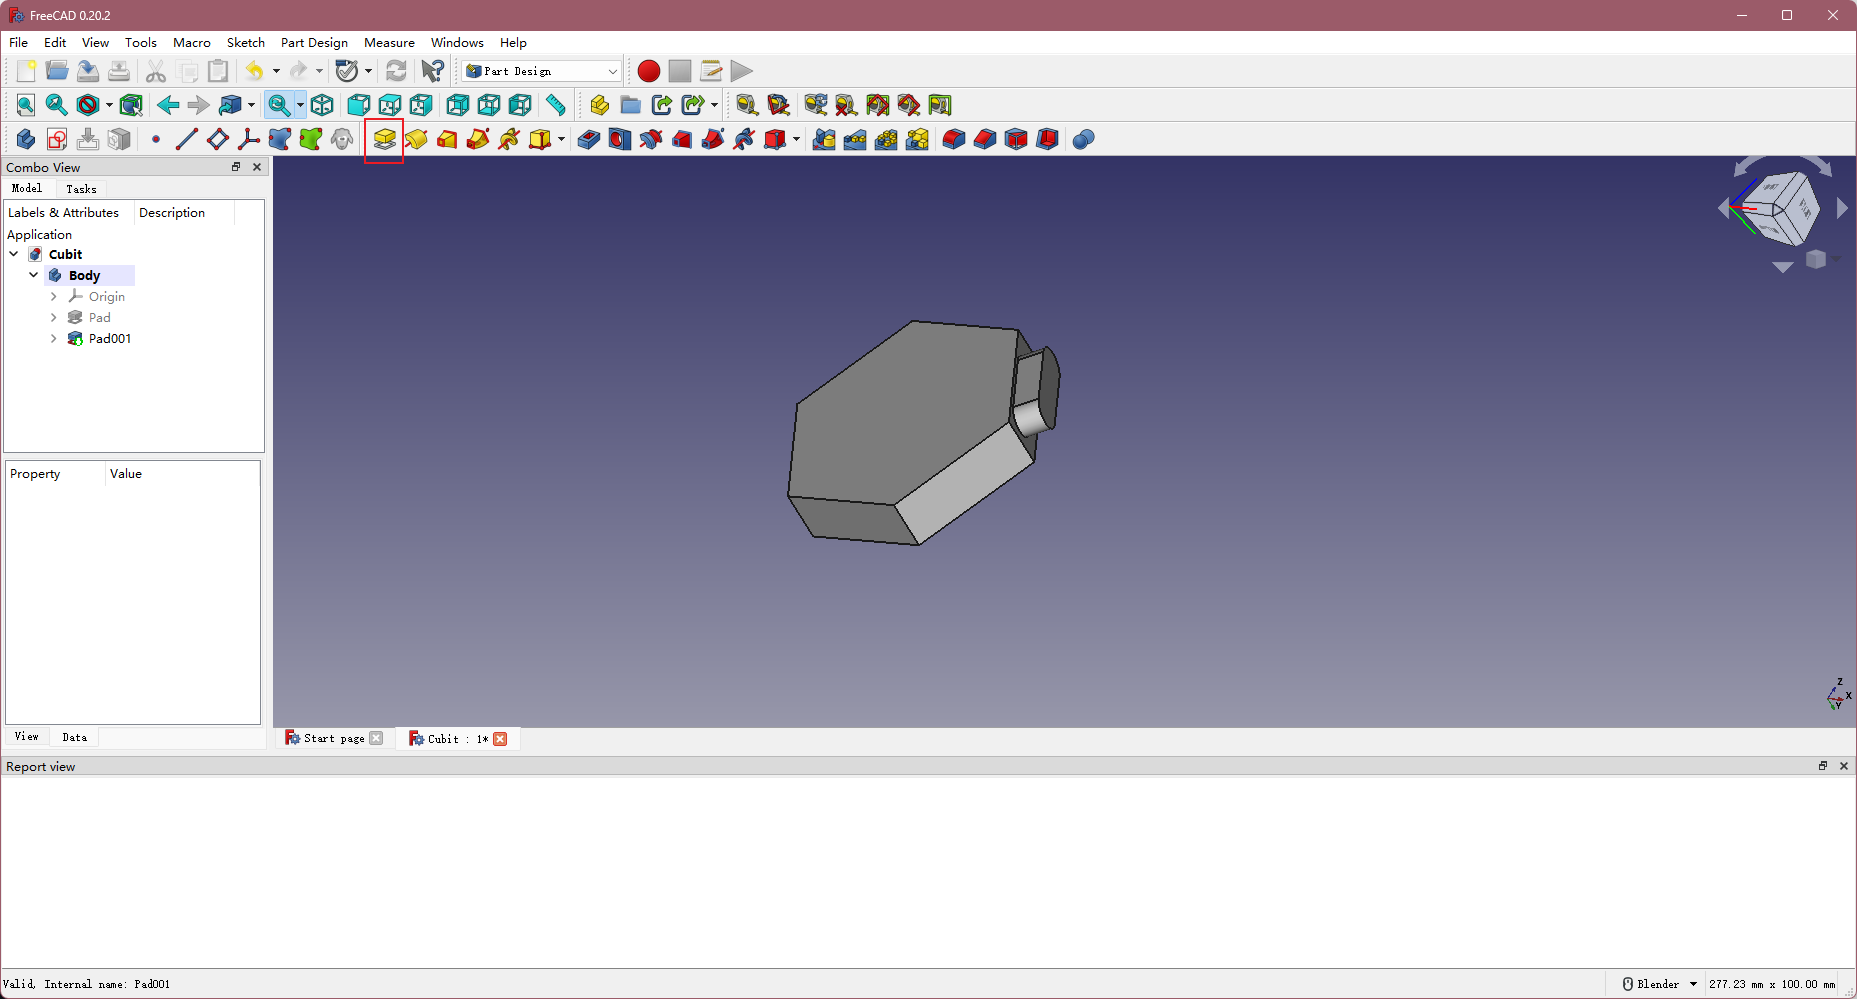 FreeCAD 0.20.2
File Edit View Tools Macro Sketch Part Design Measure Windows Help
Part Design
Combo View
Model Tasks
Labels & Attributes Description
Application
Cubit
Body
Origin
Pad
Pad001
Property Value
View Data
Z
X
Y
Start page Cubit : 1*
Report view
Valid, Internal name: Pad001
Blender 277.23 mm x 100.00 mm